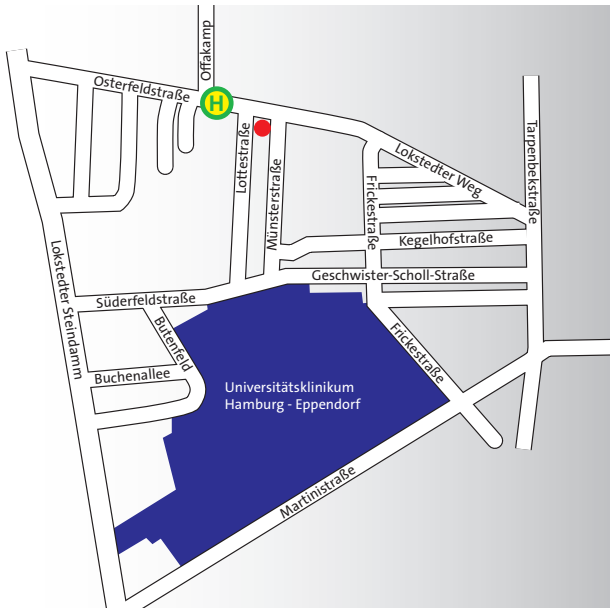 Offakamp
Osterfeldstraße
H
Lottestraße
Münsterstraße
Lokstedter Weg
Tarpenbekstraße
Frickestraße
Kegelhofstraße
Geschwister-Scholl-Straße
Lokstedter Steindamm
Süderfeldstraße
Butenfeld
Buchenallee
Frickestraße
Universitätsklinikum
Hamburg - Eppendorf
Martinistraße